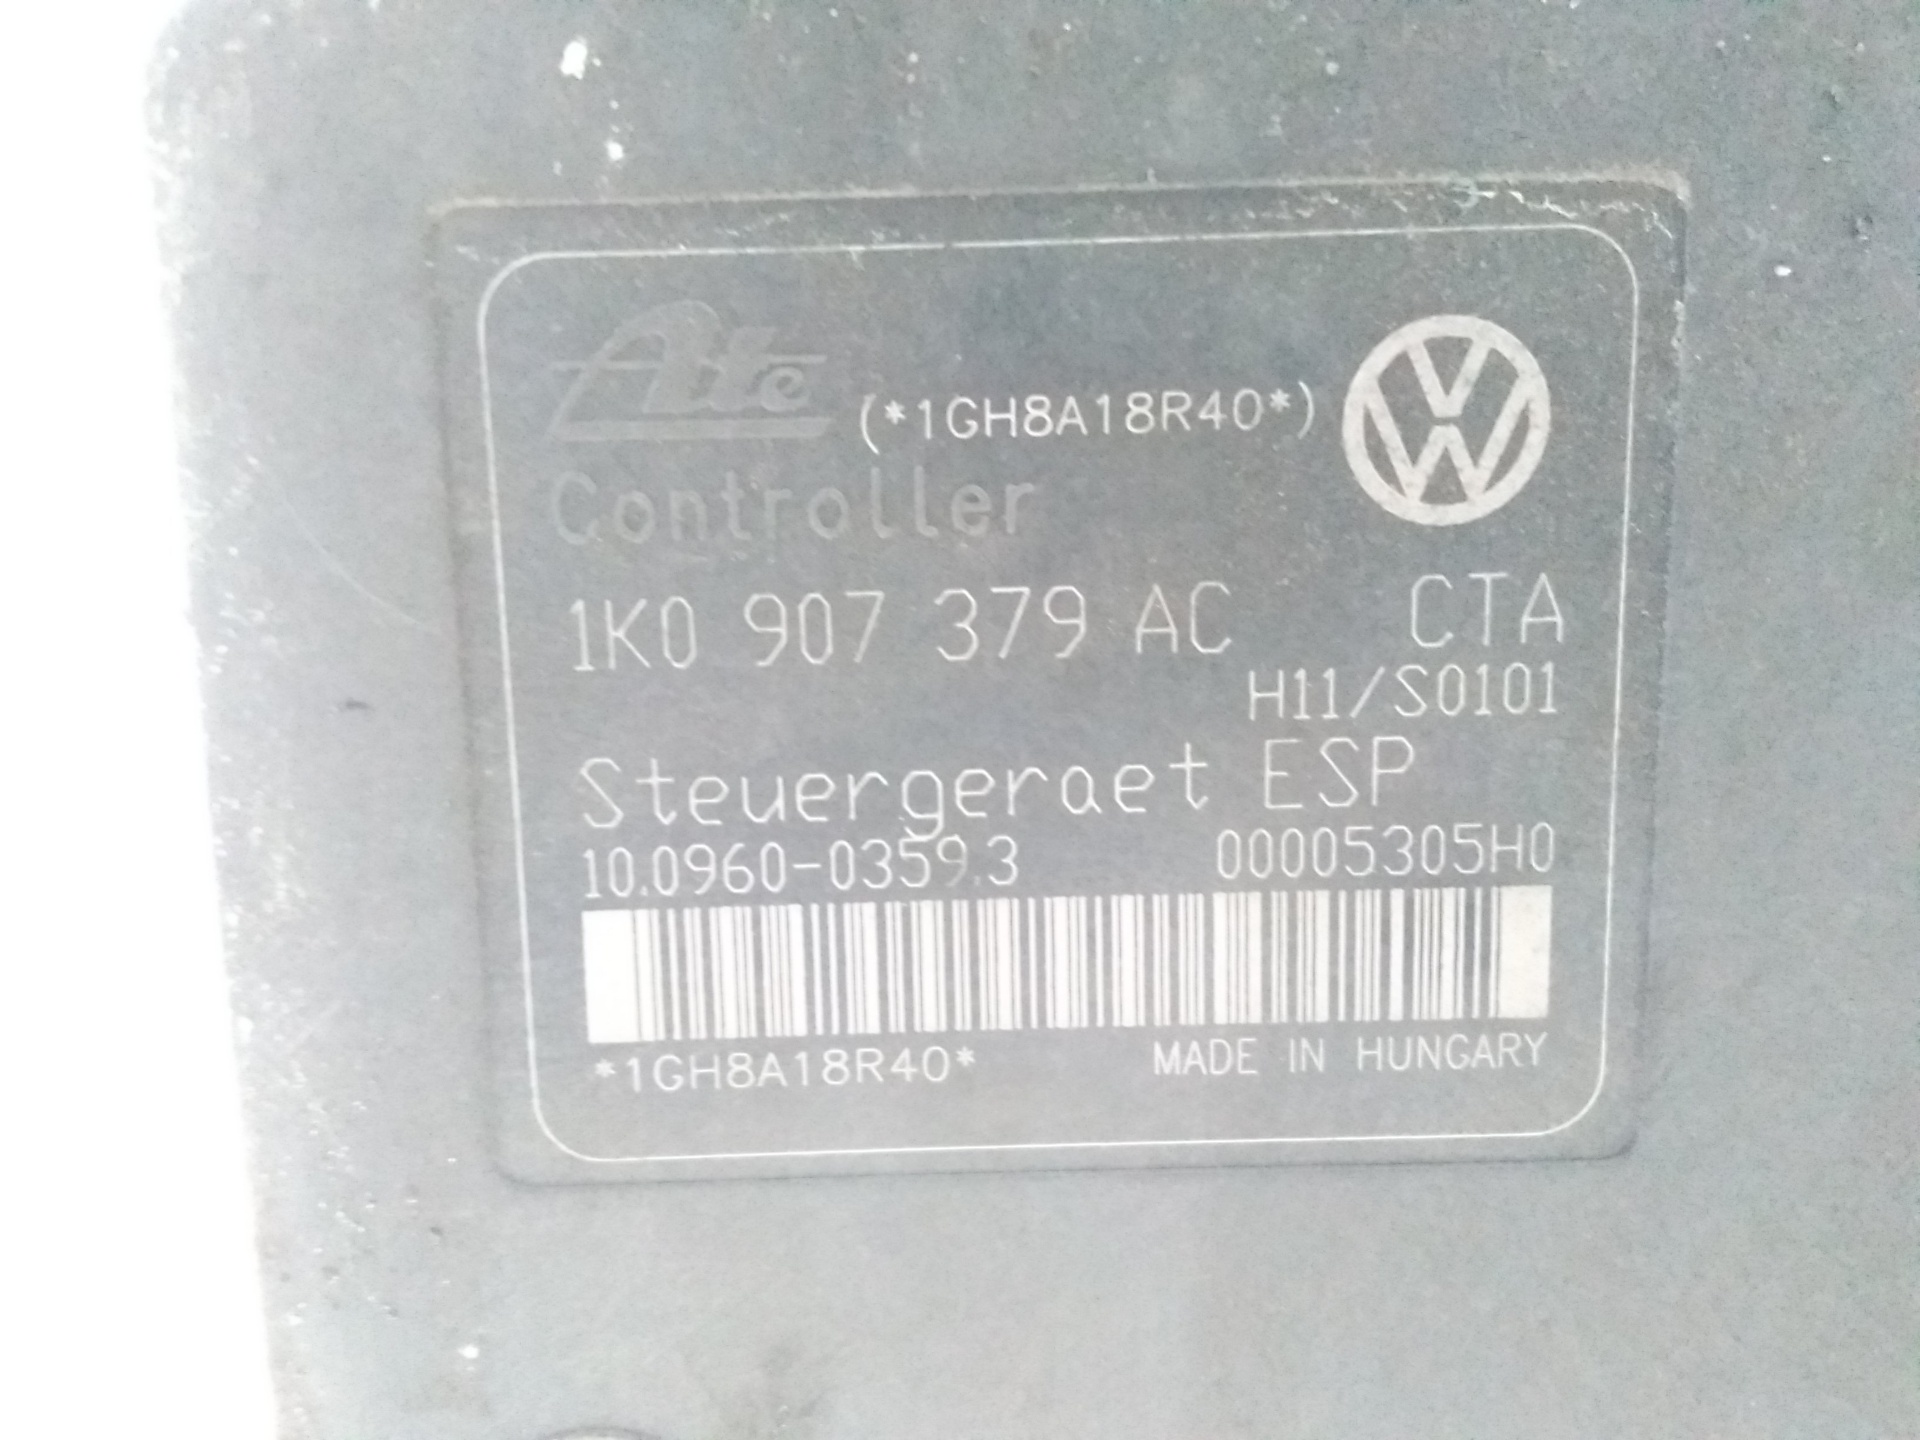 Ate (*1GH8A18R40*)
Controller
1K0 907 379 AC CTA
H11/S0101
Steuergeraet ESP
10.0960-0359.3 00005305H0
*1GH8A18R40* MADE IN HUNGARY